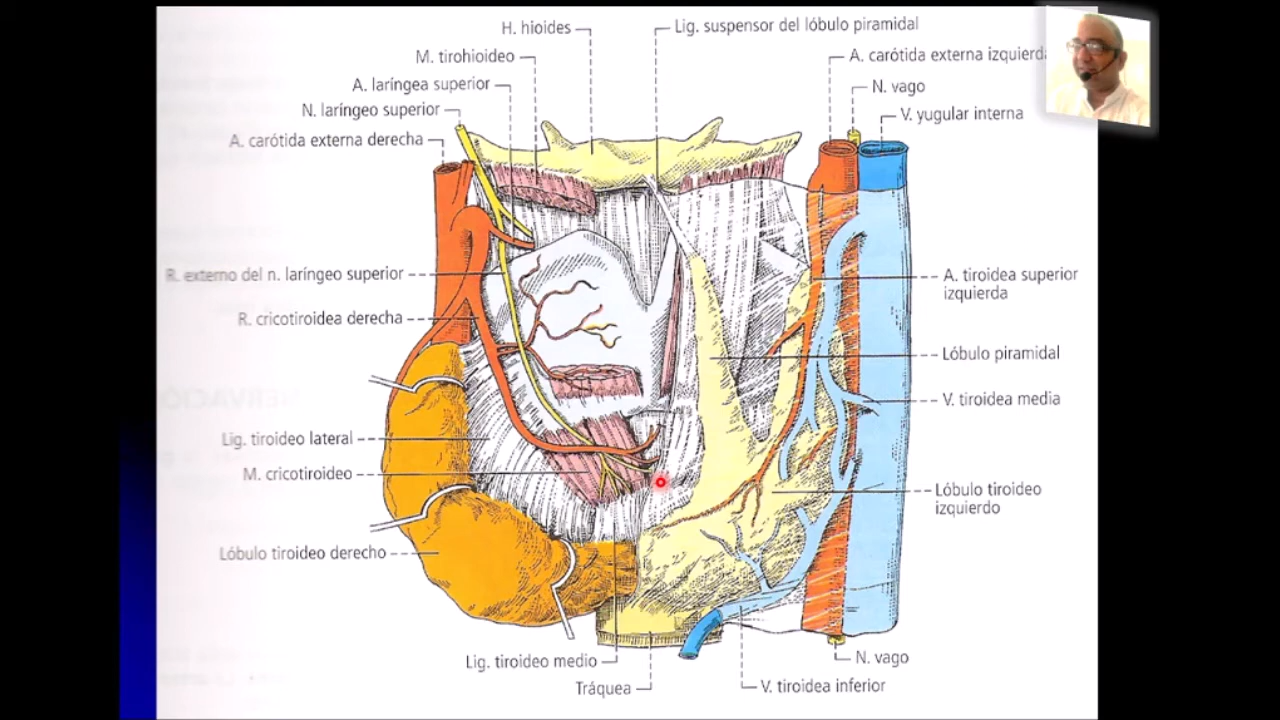 H. hioides
Lig. suspensor del lóbulo piramidal
M. tirohioideo
A. carótida externa izquierda
A. laríngea superior
N. vago
N. laríngeo superior
V. yugular interna
A. carótida externa derecha
R. externo del n. laríngeo superior
A. tiroidea superior
izquierda
R. cricotiroidea derecha
Lóbulo piramidal
V. tiroidea media
Lig. tiroideo lateral
M. cricotiroideo
Lóbulo tiroideo
izquierdo
Lóbulo tiroideo derecho
Lig. tiroideo medio
N. vago
Tráquea
V. tiroidea inferior